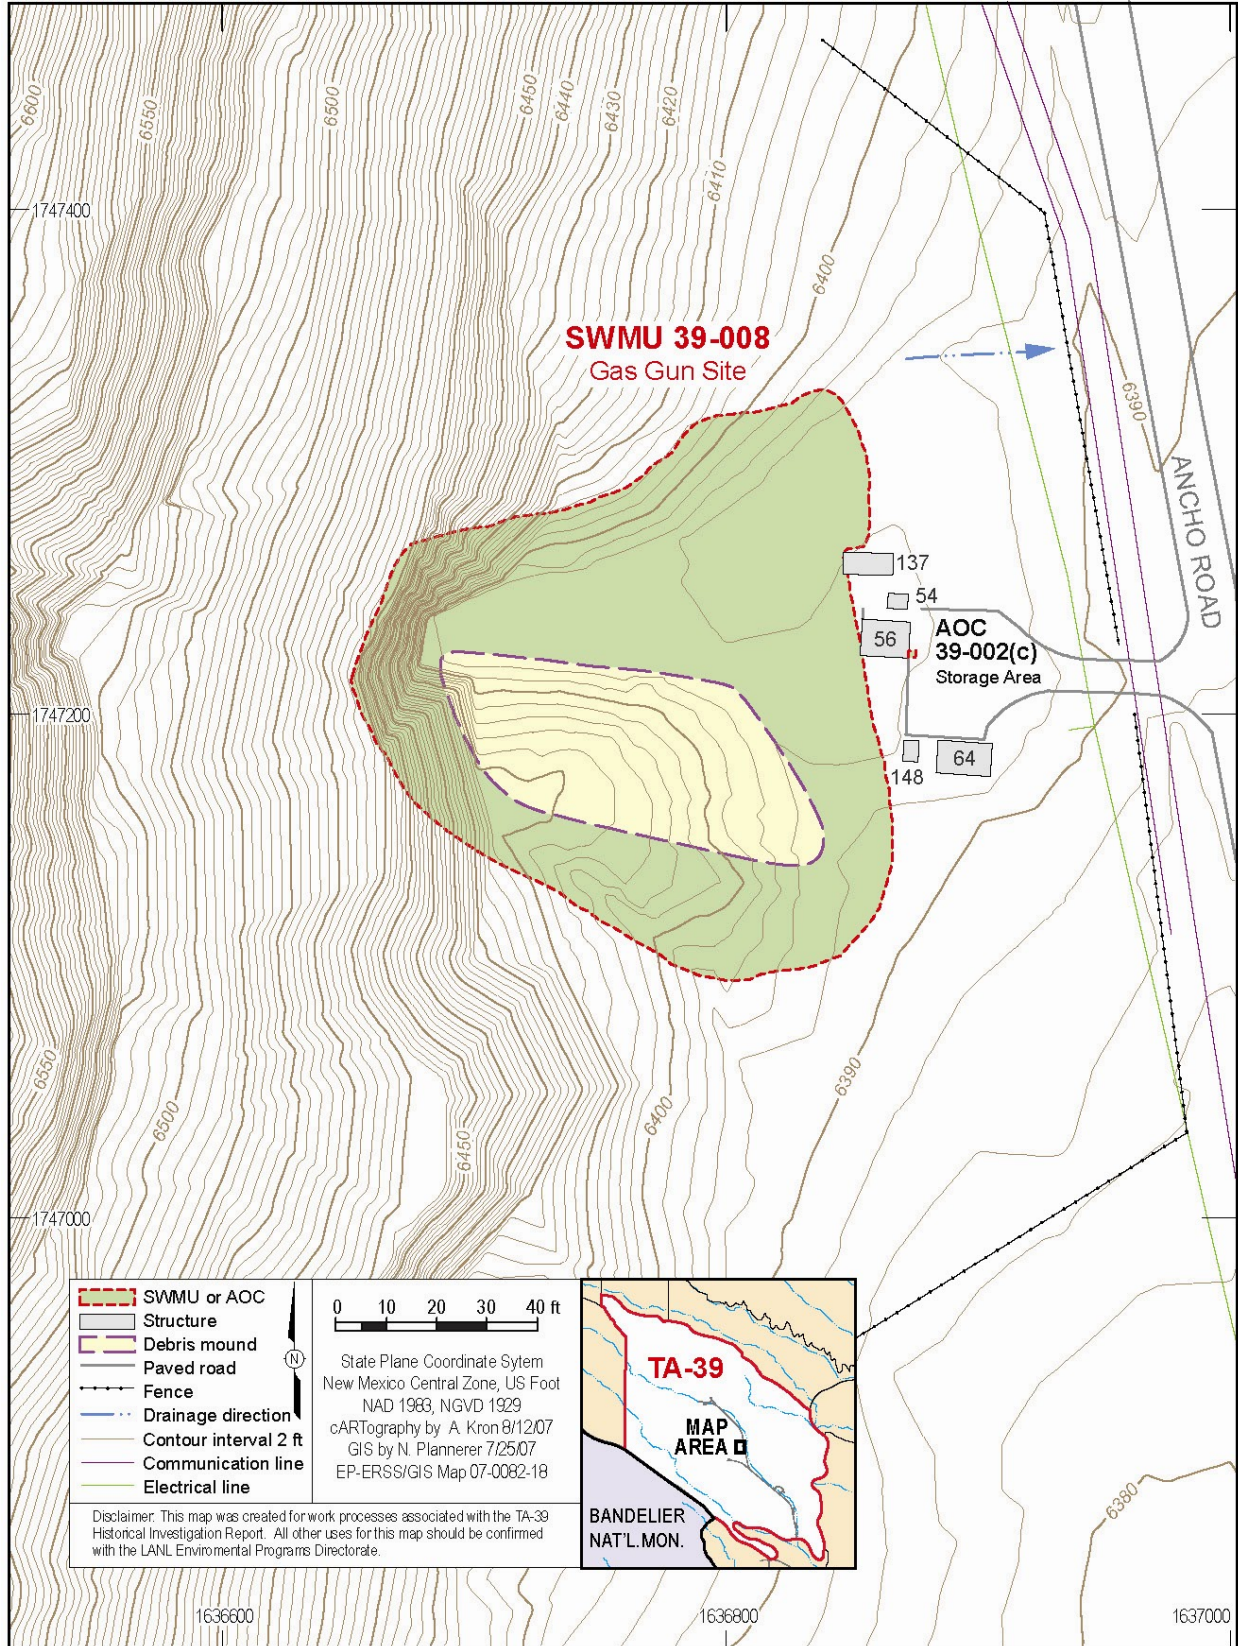 6600
6550
6500
6450
6440
6430
6420
6410
6400
1747400
SWMU 39-008
Gas Gun Site
6390
ANCHO ROAD
137
54
56
AOC
39-002(c)
Storage Area
1747200
148
64
6550
6500
6450
6400
6390
1747000
SWMU or AOC
Structure
Debris mound
Paved road
Fence
Drainage direction
Contour interval 2 ft
Communication line
Electrical line
N
0 10 20 30 40 ft
State Plane Coordinate Sytem
New Mexico Central Zone, US Foot
NAD 1983, NGVD 1929
cARTography by A. Kron 8/12/07
GIS by N. Plannerer 7/25/07
EP-ERSS/GIS Map 07-0082-18
Disclaimer: This map was created for work processes associated with the TA-39
Historical Investigation Report. All other uses for this map should be confirmed
with the LANL Enviromental Programs Directorate.
TA-39
MAP
AREA
BANDELIER
NAT'L. MON.
6380
1636600
1636800
1637000